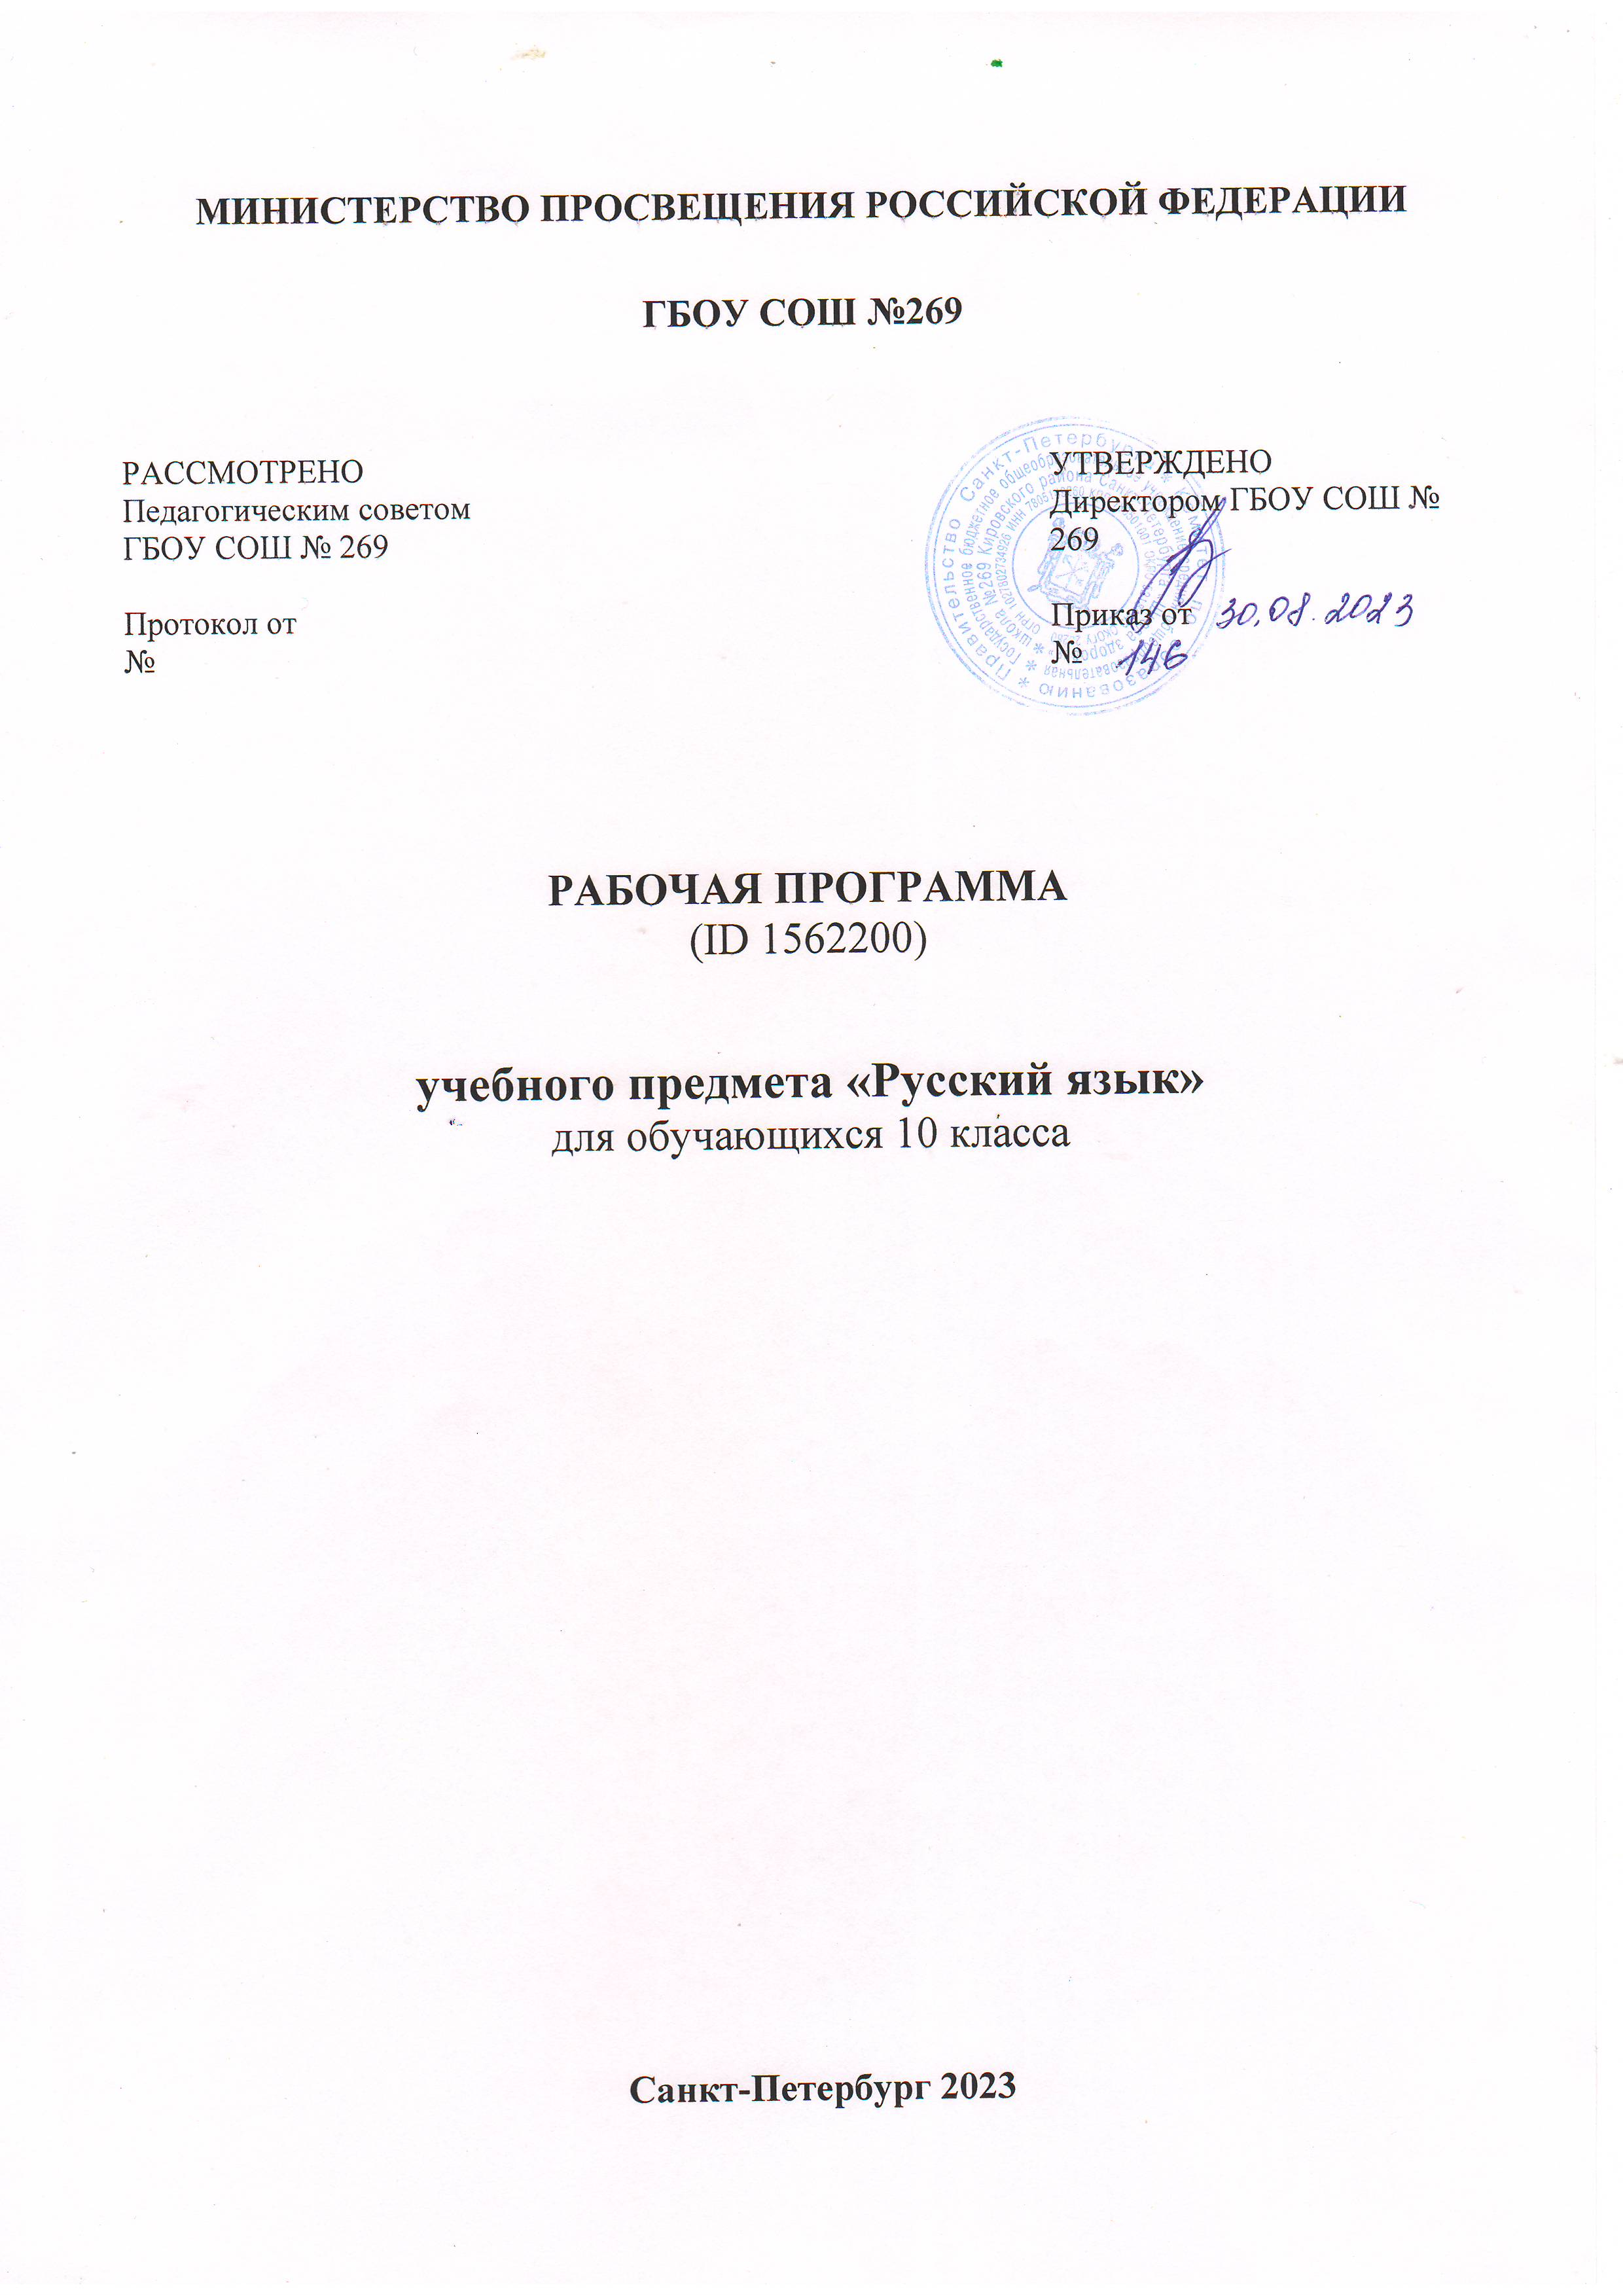 МИНИСТЕРСТВО ПРОСВЕЩЕНИЯ РОССИЙСКОЙ ФЕДЕРАЦИИ
ГБОУ СОШ №269
РАССМОТРЕНО
Педагогическим советом
ГБОУ СОШ № 269
Протокол от
№
УТВЕРЖДЕНО
Директором ГБОУ СОШ №
269
Приказ от 30.08.2023
№ 146
РАБОЧАЯ ПРОГРАММА
(ID 1562200)
учебного предмета «Русский язык»
для обучающихся 10 класса
Санкт-Петербург 2023